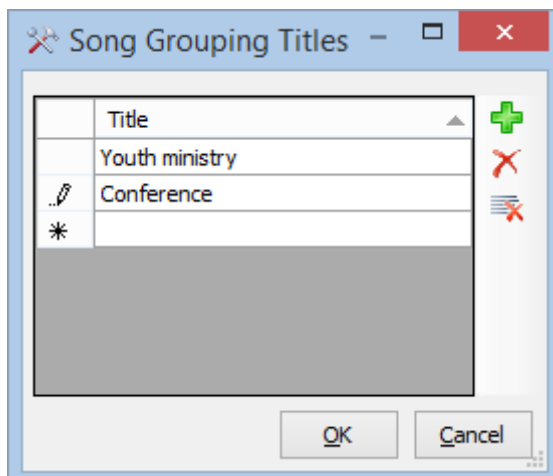 Song Grouping Titles
Title
Youth ministry
Conference
OK
Cancel